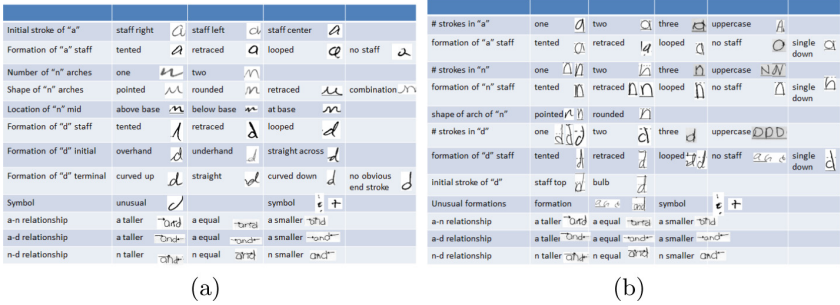 Initial stroke of "a" staff right staff left staff center
Formation of "a" staff tented retraced looped no staff
Number of "n" arches one two
Shape of "n" arches pointed rounded retraced combination
Location of "n" mid above base below base at base
Formation of "d" staff tented retraced looped
Formation of "d" initial overhand underhand straight across
Formation of "d" terminal curved up straight curved down no obvious end stroke
Symbol unusual symbol
a-n relationship a taller a equal a smaller
a-d relationship a taller a equal a smaller
n-d relationship n taller n equal n smaller
(a)
# strokes in "a" one two three uppercase
formation of "a" staff tented retraced looped no staff single down
# strokes in "n" one two three uppercase
formation of "n" staff tented retraced looped no staff single down
shape of arch of "n" pointed rounded
# strokes in "d" one two three uppercase
formation of "d" staff tented retraced looped no staff single down
initial stroke of "d" staff top bulb
Unusual formations formation symbol
a-n relationship a taller a equal a smaller
a-d relationship a taller a equal a smaller
n-d relationship n taller n equal n smaller
(b)